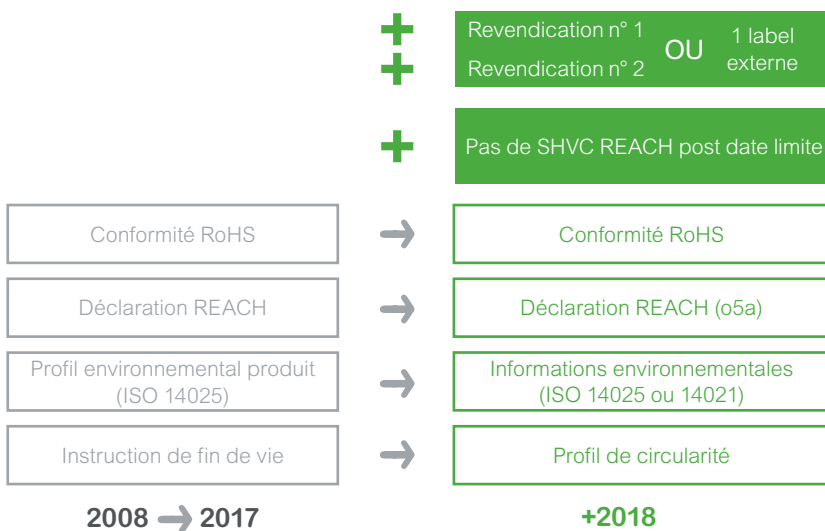 Revendication n° 1
Revendication n° 2
OU
1 label
externe
Pas de SHVC REACH post date limite
Conformité RoHS
Conformité RoHS
Déclaration REACH
Déclaration REACH (o5a)
Profil environnemental produit
(ISO 14025)
Informations environnementales
(ISO 14025 ou 14021)
Instruction de fin de vie
Profil de circularité
2008 → 2017
+2018